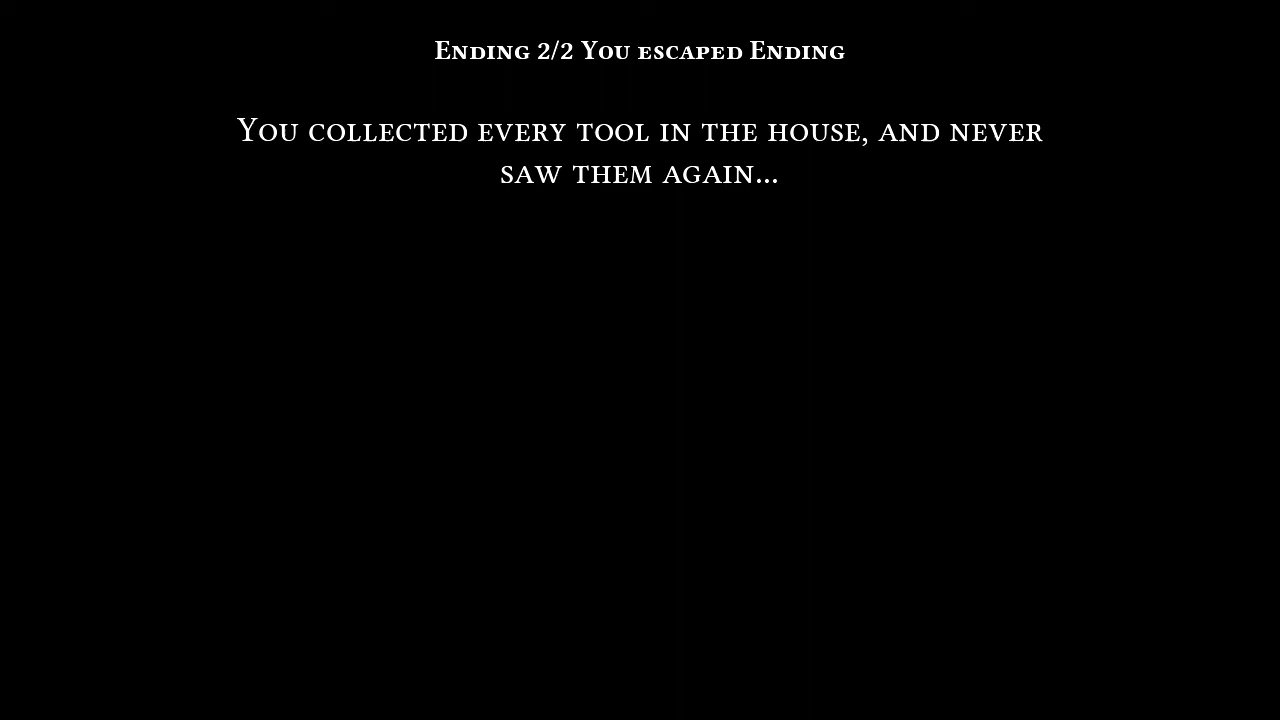 Ending 2/2 You escaped Ending
You collected every tool in the house, and never
saw them again...